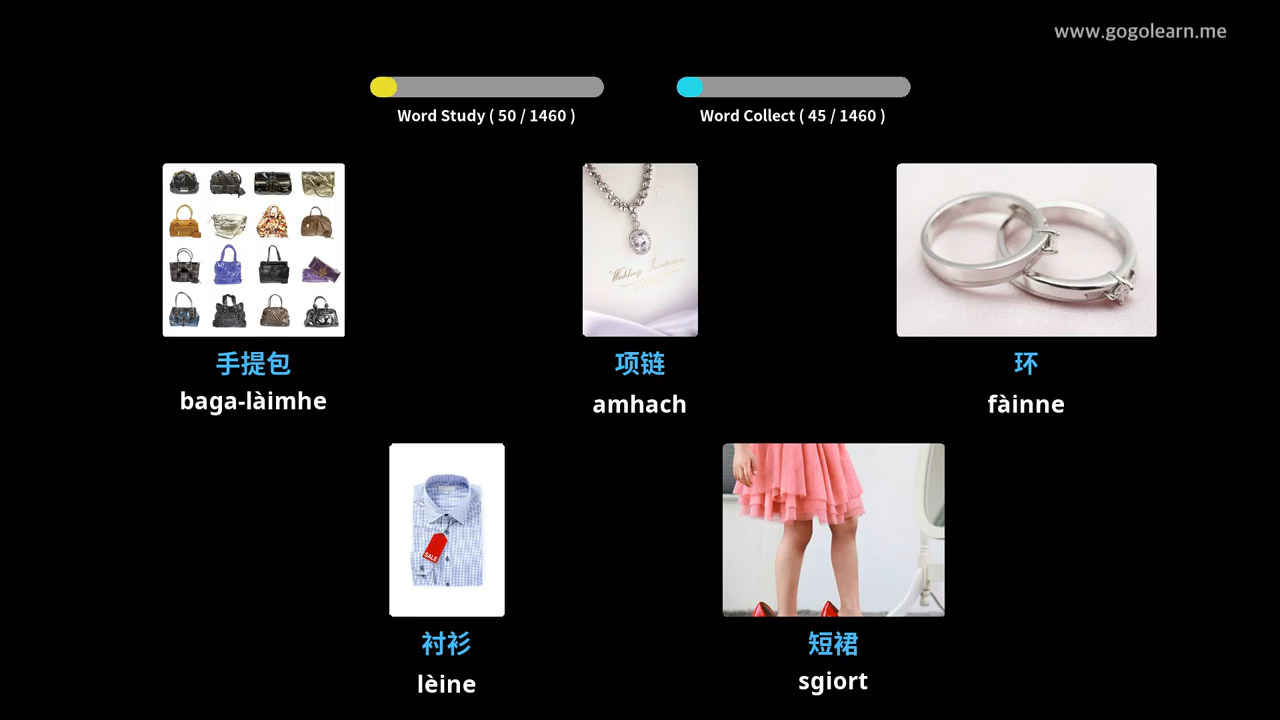 www.gogolearn.me
Word Study ( 50 / 1460 )
Word Collect ( 45 / 1460 )
手提包
baga-làimhe
项链
amhach
环
fàinne
SALE
衬衫
lèine
短裙
sgiort